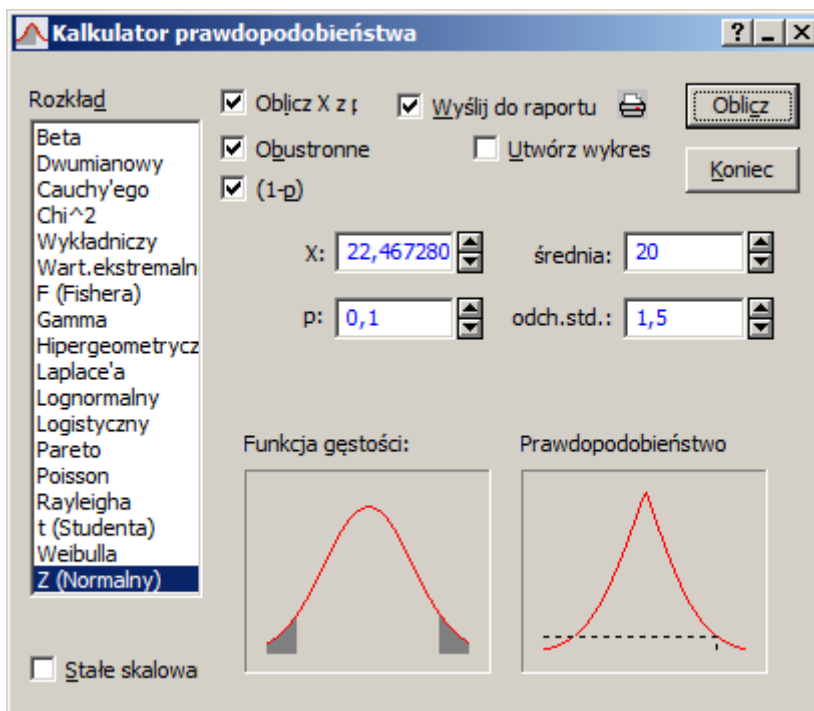 Kalkulator prawdopodobieństwa
Rozkład
Beta
Dwumianowy
Cauchy'ego
Chi^2
Wykładniczy
Wart.ekstremaln
F (Fishera)
Gamma
Hipergeometrycz
Laplace'a
Lognormalny
Logistyczny
Pareto
Poisson
Rayleigha
t (Studenta)
Weibulla
Z (Normalny)
Stałe skalowa
Oblicz X z p
Wyślij do raportu
Oblicz
Obustronne
Utwórz wykres
Koniec
(1-p)
X: 22,467280
średnia: 20
p: 0,1
odch.std.: 1,5
Funkcja gęstości:
Prawdopodobieństwo